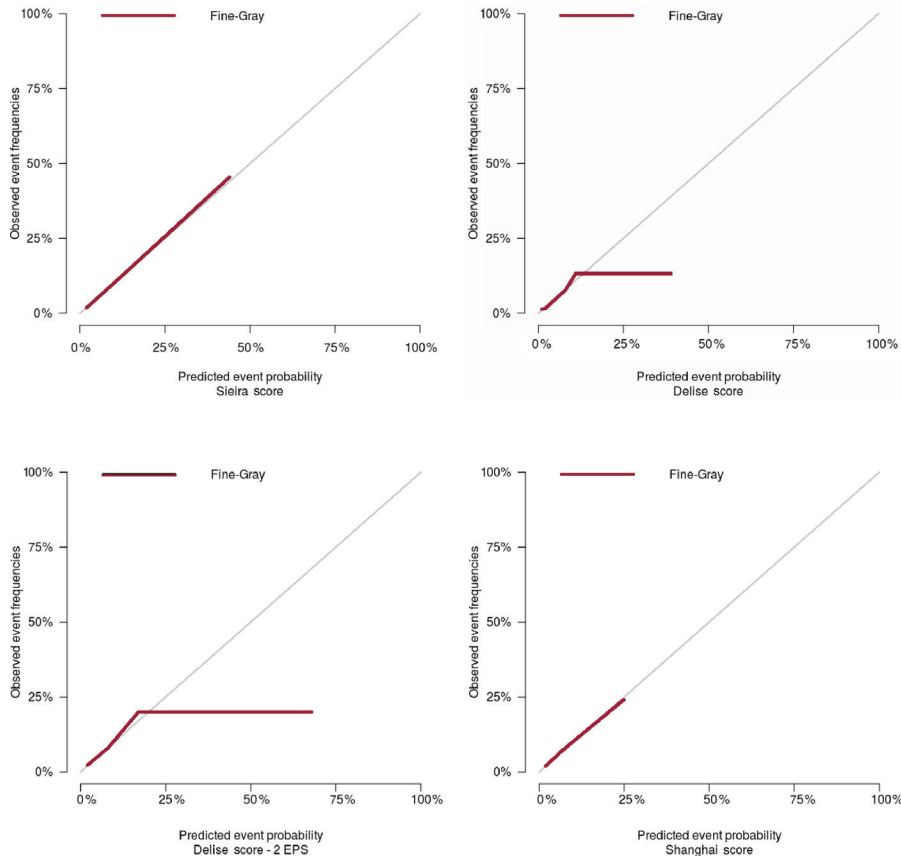 Fine-Gray
100%
75%
50%
25%
0%
Observed event frequencies
0% 25% 50% 75% 100%
Predicted event probability
Sieira score
Fine-Gray
100%
75%
50%
25%
0%
Observed event frequencies
0% 25% 50% 75% 100%
Predicted event probability
Delise score
Fine-Gray
100%
75%
50%
25%
0%
Observed event frequencies
0% 25% 50% 75% 100%
Predicted event probability
Delise score - 2 EPS
Fine-Gray
100%
75%
50%
25%
0%
Observed event frequencies
0% 25% 50% 75% 100%
Predicted event probability
Shanghai score